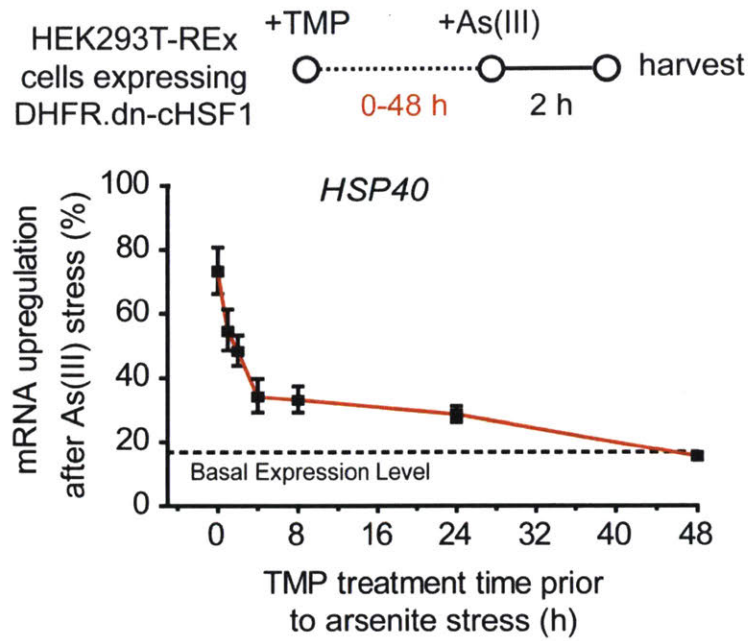 HEK293T-REx
cells expressing
DHFR.dn-cHSF1
+TMP
+As(III)
harvest
0-48 h
2 h
HSP40
mRNA upregulation
after As(III) stress (%)
100
80
60
40
20
0
Basal Expression Level
0 8 16 24 32 40 48
TMP treatment time prior
to arsenite stress (h)